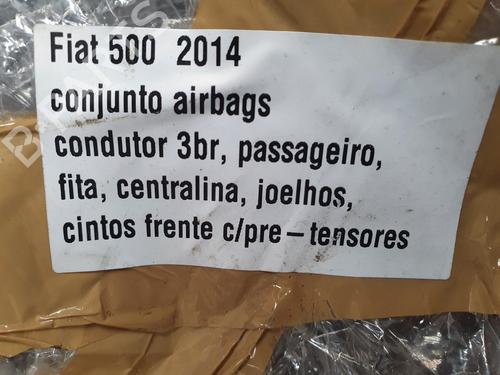 Fiat 500 2014
conjunto airbags
condutor 3br, passageiro,
fita, centralina, joelhos,
cintos frente c/pre-tensores